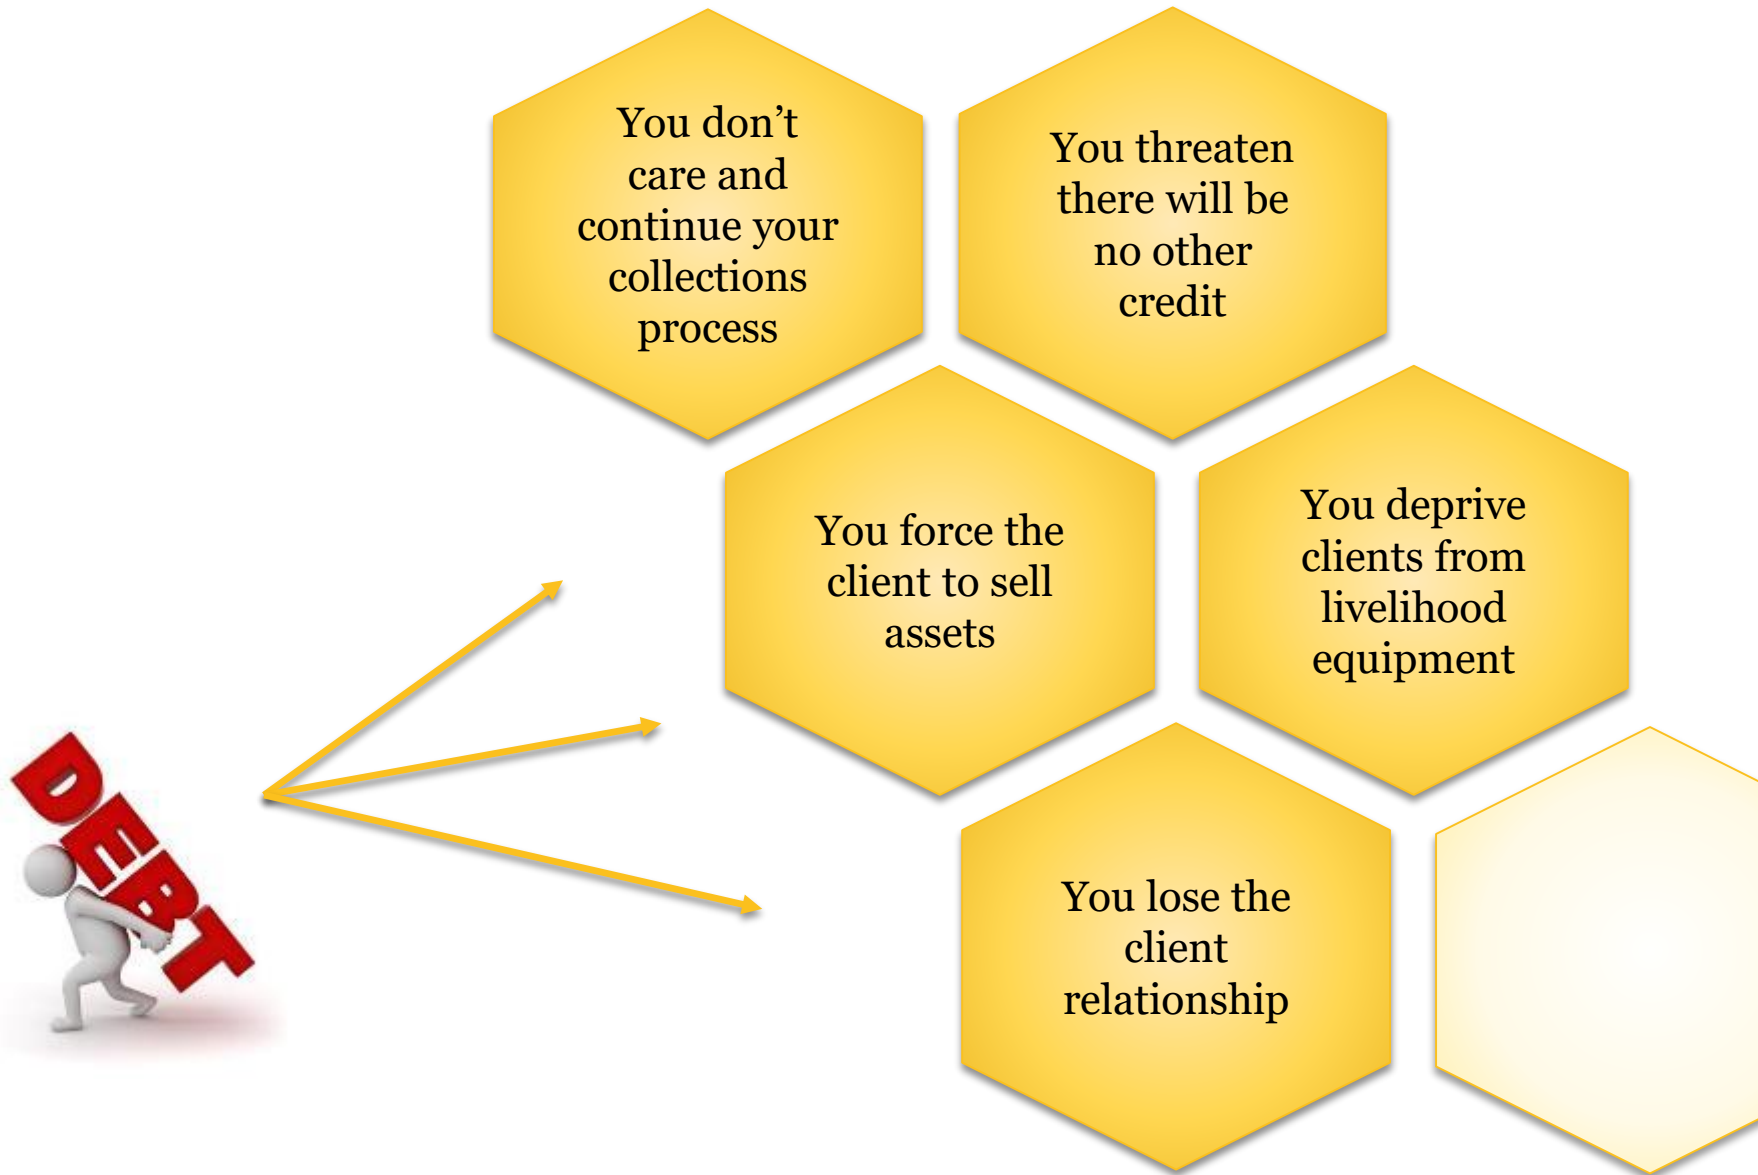 You don’t
care and
continue your
collections
process
You threaten
there will be
no other
credit
You force the
client to sell
assets
You deprive
clients from
livelihood
equipment
DEBT
You lose the
client
relationship